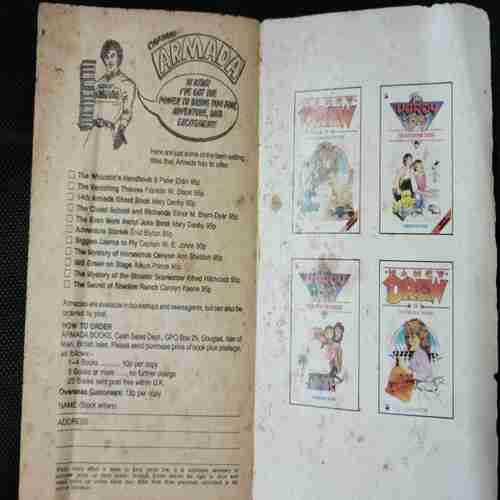 CAPTAIN
ARMADA
HI KIDS!
I'VE GOT THE
POWER TO BRING YOU FUN,
ADVENTURE, AND
EXCITEMENT!
Here are just some of the best-selling
titles that Armada has to offer:
The Whizzkid's Handbook 3 Peter Eldin 95p
The Vanishing Thieves Franklin W. Dixon 95p
14th Armada Ghost Book Mary Danby 95p
The Chalet School and Richenda Elinor M. Brent-Dyer 95p
The Even More Awful Joke Book Mary Danby 95p
Adventure Stories Enid Blyton 95p
Biggles Learns to Fly Captain W. E. Johns 95p
The Mystery of Horseshoe Canyon Ann Sheldon 95p
Mill Green on Stage Alison Prince 95p
The Mystery of the Sinister Scarecrow Alfred Hitchcock 95p
The Secret of Shadow Ranch Carolyn Keene 95p
Armadas are available in bookshops and newsagents, but can also be
ordered by post.
HOW TO ORDER
ARMADA BOOKS, Cash Sales Dept., GPO Box 29, Douglas, Isle of
Man, British Isles. Please send purchase price of book plus postage,
as follows:-
1—4 Books 10p per copy
5 Books or more no further charge
25 Books sent post free within U.K.
Overseas Customers: 13p per copy
NAME (Block letters)
ADDRESS
NANCY
DREW
HARDY
BOYS
HARDY
BOYS
NANCY
DREW